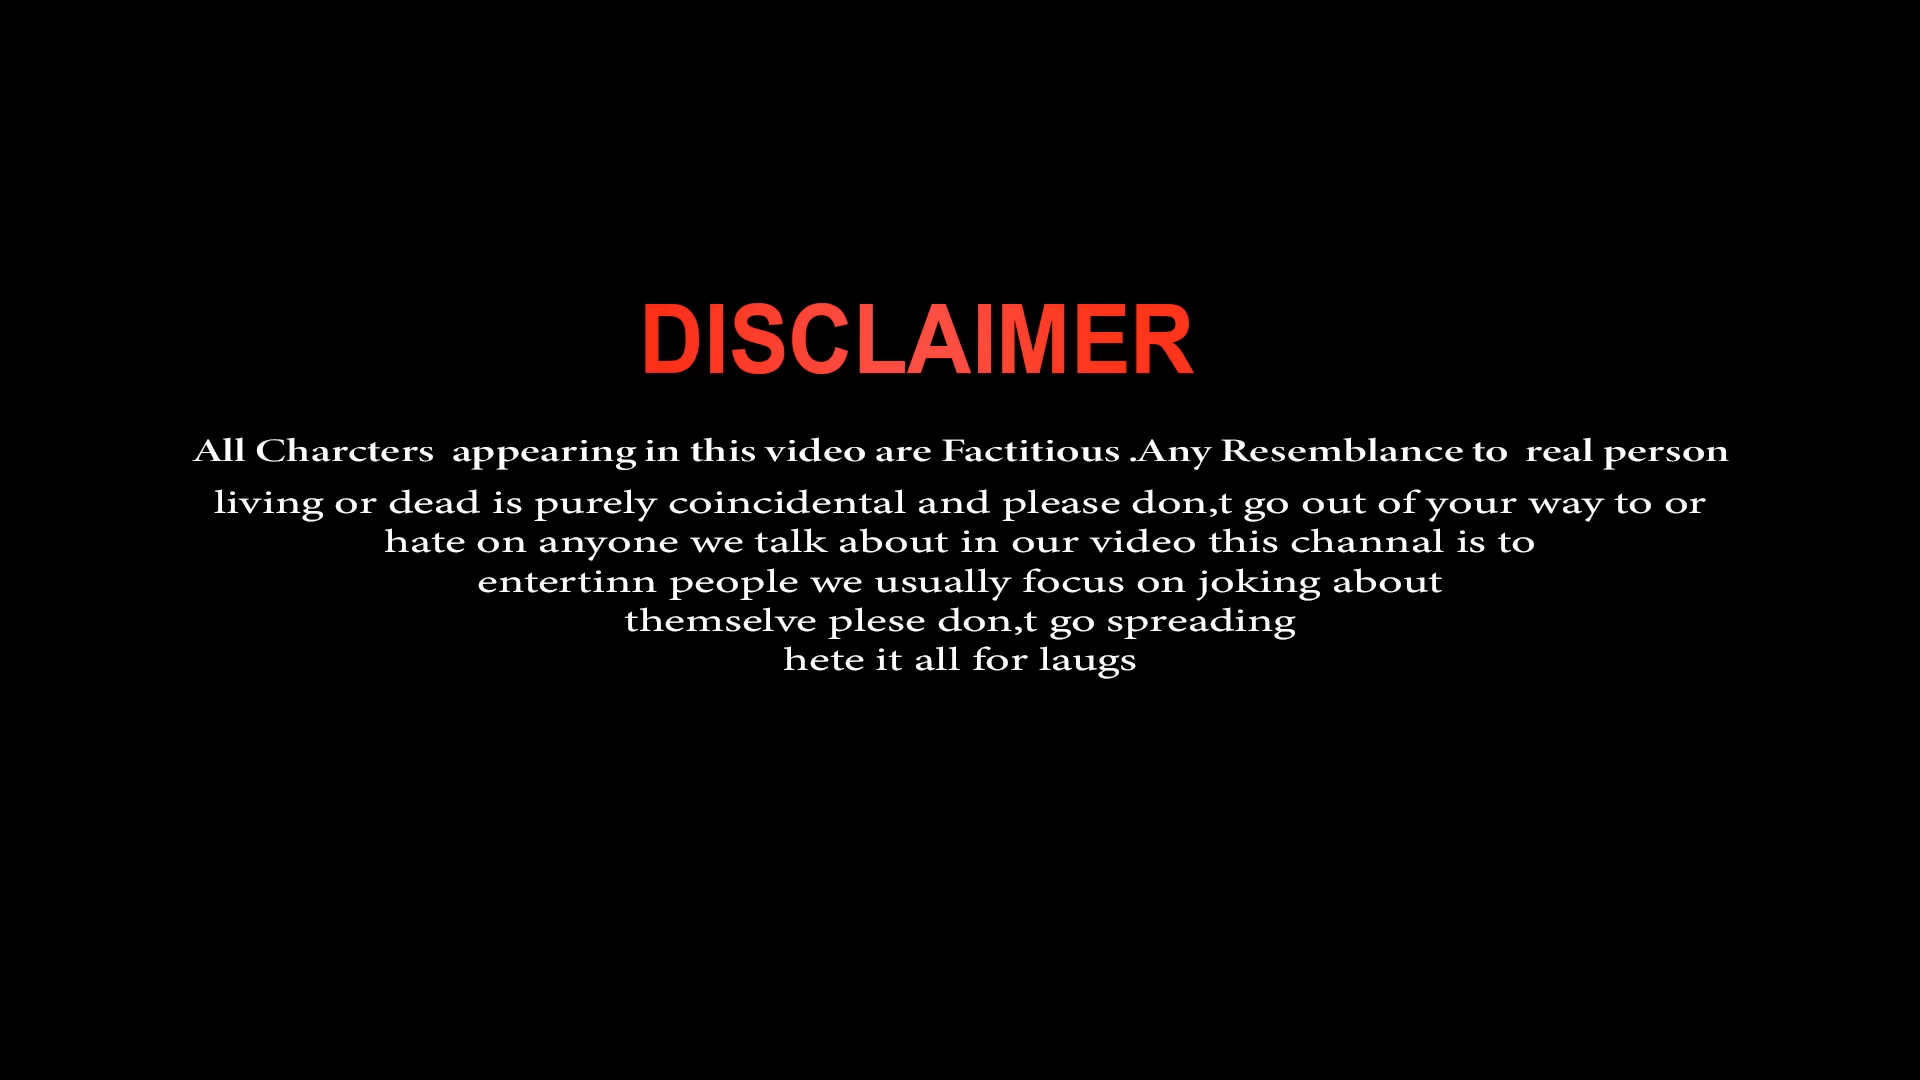 DISCLAIMER
All Charcters appearing in this video are Factitious .Any Resemblance to real person
living or dead is purely coincidental and please don,t go out of your way to or
hate on anyone we talk about in our video this channal is to
entertinn people we usually focus on joking about
themselve plese don,t go spreading
hete it all for laugs